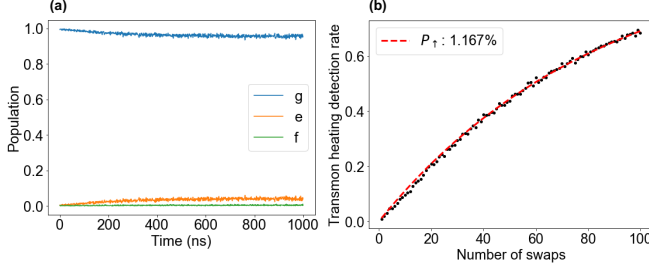 (a)
Population
1.0
0.8
0.6
0.4
0.2
0.0
g
e
f
0
200
400
600
800
1000
Time (ns)
(b)
Transmon heating detection rate
0.6
0.4
0.2
0.0
P↑ : 1.167%
0
20
40
60
80
100
Number of swaps